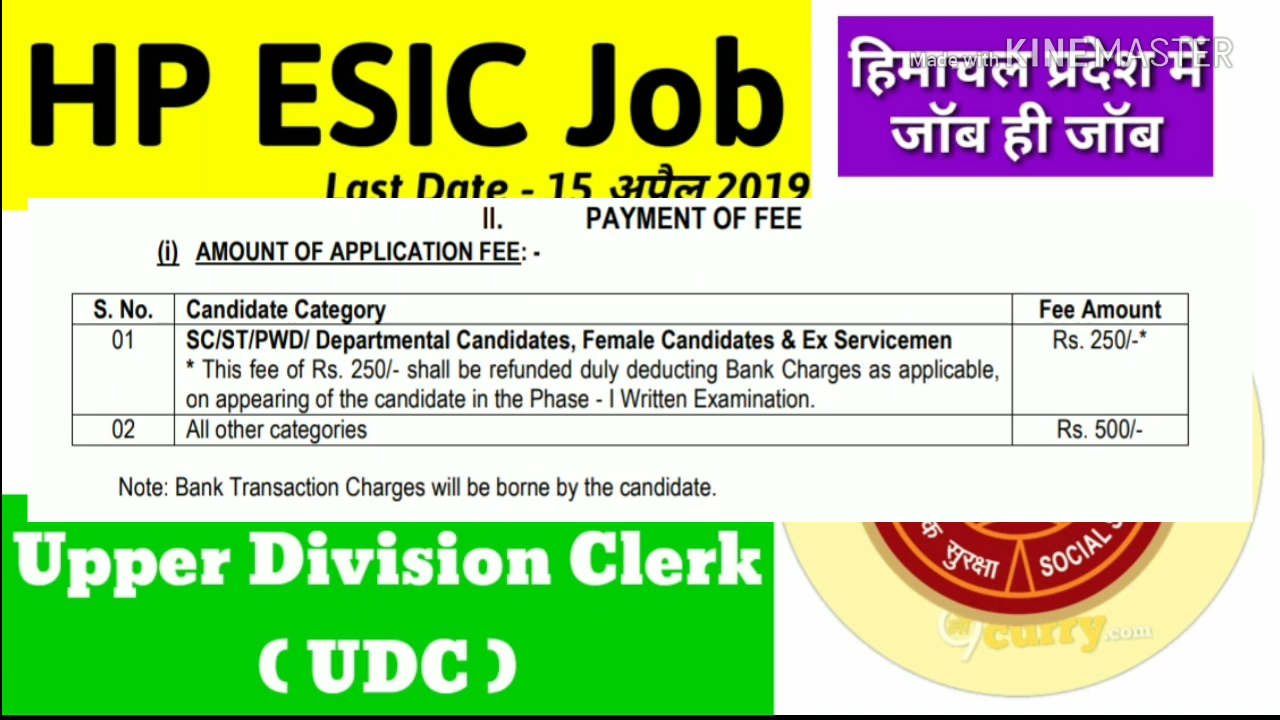 HP ESIC Job
Last Date - 15 अप्रैल 2019
हिमाचल प्रदेश में
जॉब ही जॉब
Made with KINEMASTER
II. PAYMENT OF FEE
(i) AMOUNT OF APPLICATION FEE: -
S. No. Candidate Category Fee Amount
01 SC/ST/PWD/ Departmental Candidates, Female Candidates & Ex Servicemen Rs. 250/-*
* This fee of Rs. 250/- shall be refunded duly deducting Bank Charges as applicable,
on appearing of the candidate in the Phase - I Written Examination.
02 All other categories Rs. 500/-
Note: Bank Transaction Charges will be borne by the candidate.
Upper Division Clerk
( UDC )
सुरक्षा SOCIAL
curry.com